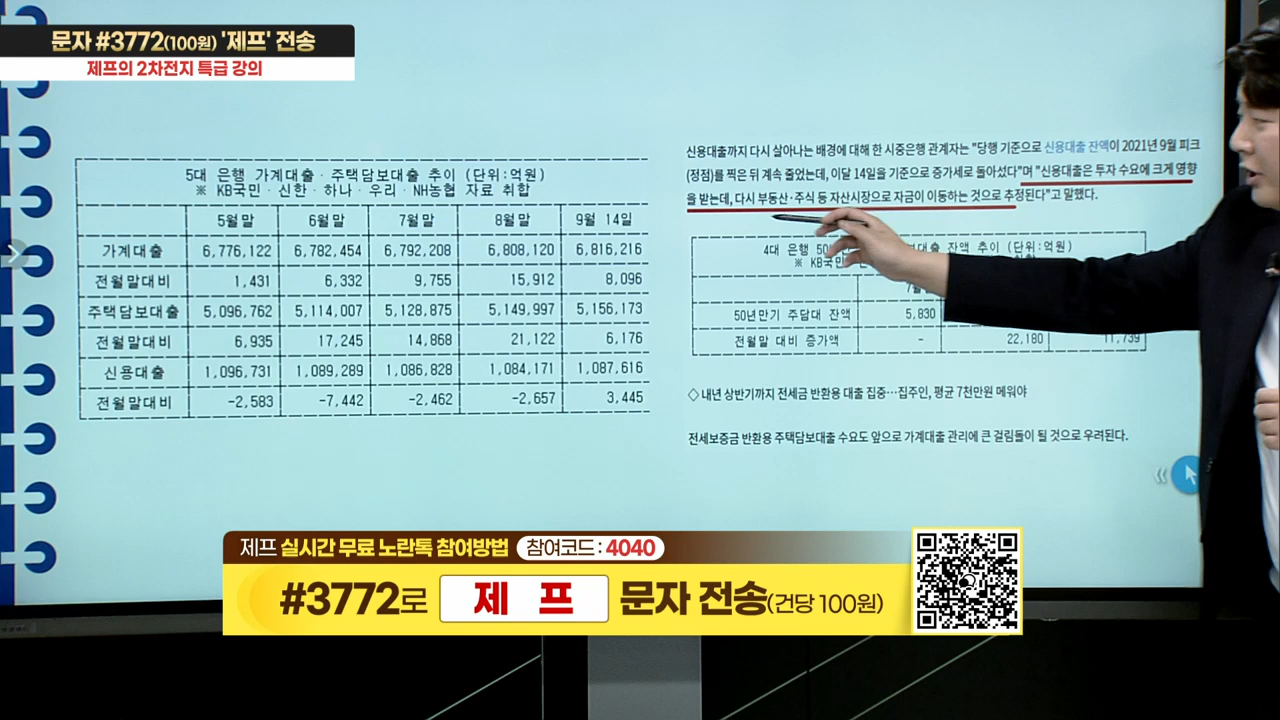 문자 #3772(100원) '제프' 전송
제프의 2차전지 특급 강의
5대 은행 가계대출·주택담보대출 추이 (단위:억원)
※ KB국민·신한·하나·우리·NH농협 자료 취합
5월말 6월말 7월말 8월말 9월 14일
가계대출 6,776,122 6,782,454 6,792,208 6,808,120 6,816,216
전월말대비 1,431 6,332 9,755 15,912 8,096
주택담보대출 5,096,762 5,114,007 5,128,875 5,149,997 5,156,173
전월말대비 6,935 17,245 14,868 21,122 6,176
신용대출 1,096,731 1,089,289 1,086,828 1,084,171 1,087,616
전월말대비 -2,583 -7,442 -2,462 -2,657 3,445
신용대출까지 다시 살아나는 배경에 대해 한 시중은행 관계자는 "당행 기준으로 신용대출 잔액이 2021년 9월 피크
(정점)를 찍은 뒤 계속 줄었는데, 이달 14일을 기준으로 증가세로 돌아섰다"며 "신용대출은 투자 수요에 크게 영향
을 받는데, 다시 부동산·주식 등 자산시장으로 자금이 이동하는 것으로 추정된다"고 말했다.
4대 은행 50 대출 잔액 추이 (단위:억원)
※ KB국민
50년만기 주담대 잔액 5,830
전월말 대비 증가액 - 22,180 11,739
◇ 내년 상반기까지 전세금 반환용 대출 집중…집주인, 평균 7천만원 메워야
전세보증금 반환용 주택담보대출 수요도 앞으로 가계대출 관리에 큰 걸림돌이 될 것으로 우려된다.
제프 실시간 무료 노란톡 참여방법 참여코드 : 4040
#3772로 제 프 문자 전송(건당 100원)